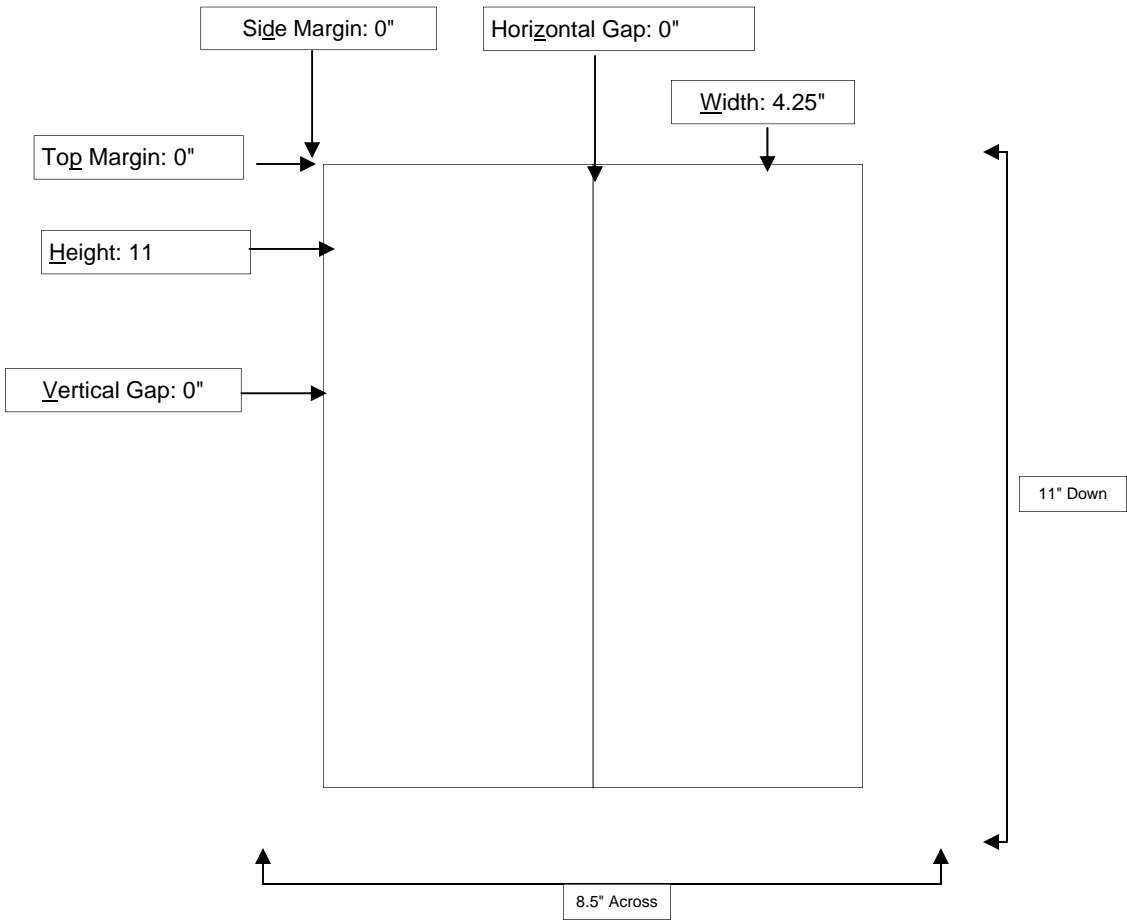 Side Margin: 0"
Horizontal Gap: 0"
Width: 4.25"
Top Margin: 0"
Height: 11
Vertical Gap: 0"
11" Down
8.5" Across